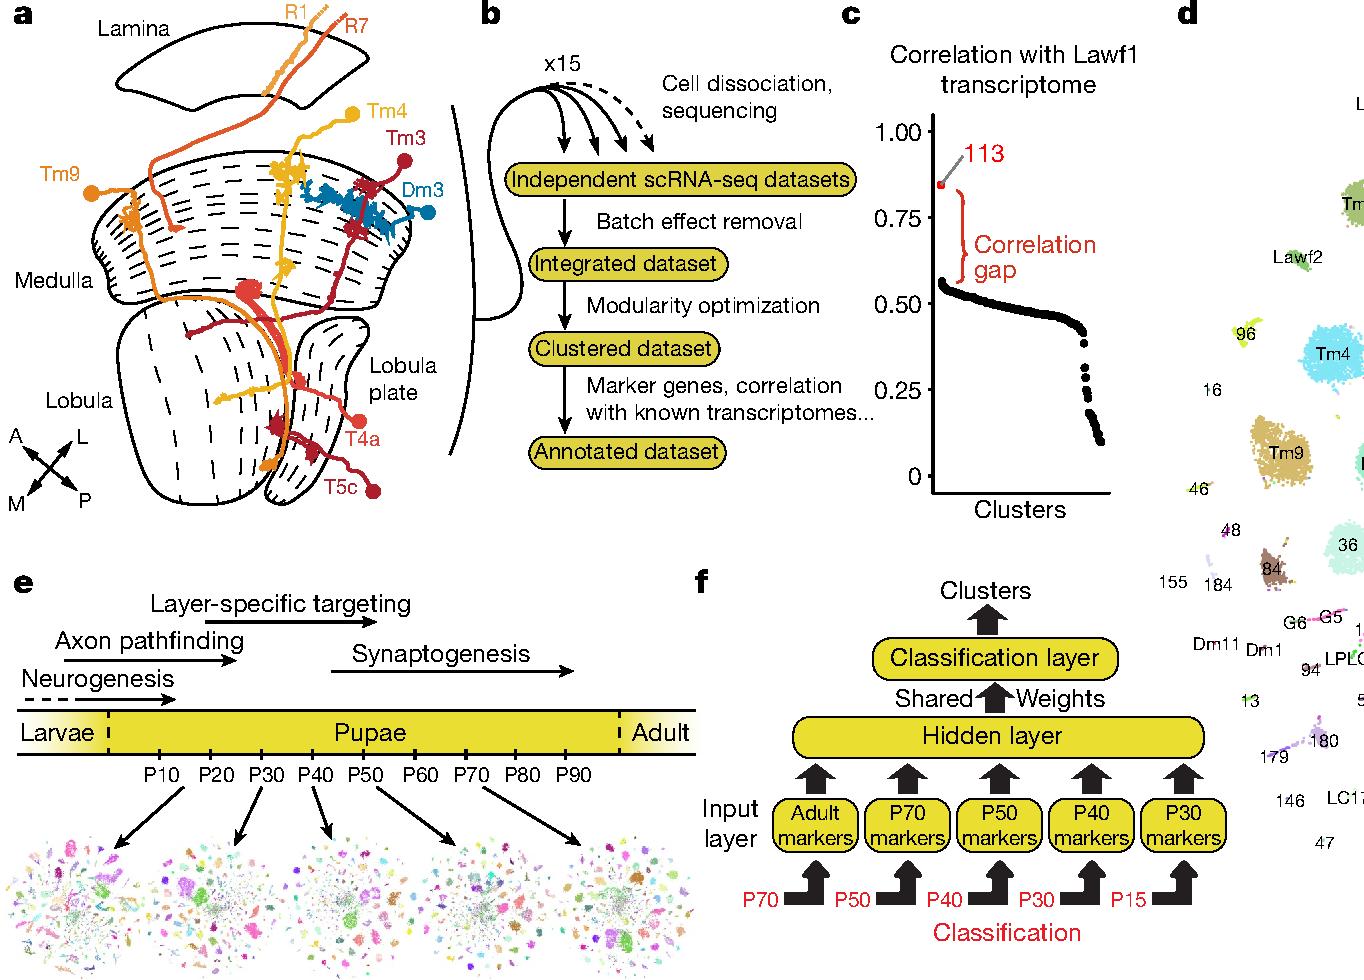 a
Lamina
R1
R7
Tm4
Tm3
Tm9
Dm3
Medulla
Lobula
plate
Lobula
A
L
M
P
T4a
T5c
b
x15
Cell dissociation,
sequencing
Independent scRNA-seq datasets
Batch effect removal
Integrated dataset
Modularity optimization
Clustered dataset
Marker genes, correlation
with known transcriptomes...
Annotated dataset
c
Correlation with Lawf1
transcriptome
1.00
113
0.75
Correlation
gap
0.50
0.25
0
Clusters
d
L
Tm
Lawf2
96
Tm4
16
Tm9
46
48
36
84
155
184
G6
G5
Dm11
Dm1
94
LPLC
13
5
180
179
146
LC17
47
e
Layer-specific targeting
Axon pathfinding
Synaptogenesis
Neurogenesis
Larvae
Pupae
Adult
P10
P20
P30
P40
P50
P60
P70
P80
P90
f
Clusters
Classification layer
Shared
Weights
Hidden layer
Input
layer
Adult
markers
P70
markers
P50
markers
P40
markers
P30
markers
P70
P50
P40
P30
P15
Classification